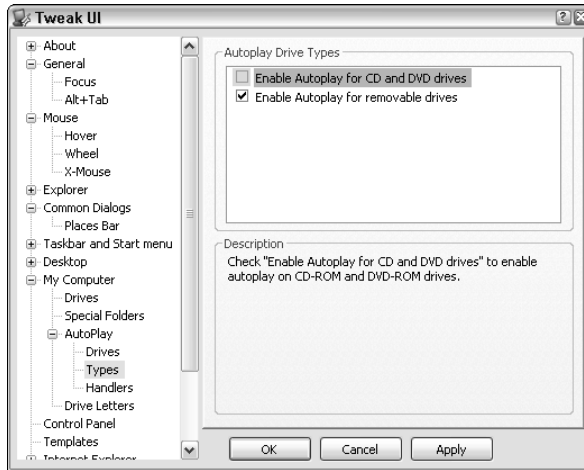 Tweak UI
About
General
Focus
Alt+Tab
Mouse
Hover
Wheel
X-Mouse
Explorer
Common Dialogs
Places Bar
Taskbar and Start menu
Desktop
My Computer
Drives
Special Folders
AutoPlay
Drives
Types
Handlers
Drive Letters
Control Panel
Templates
Internet Explorer
Autoplay Drive Types
Enable Autoplay for CD and DVD drives
Enable Autoplay for removable drives
Description
Check "Enable Autoplay for CD and DVD drives" to enable
autoplay on CD-ROM and DVD-ROM drives.
OK
Cancel
Apply